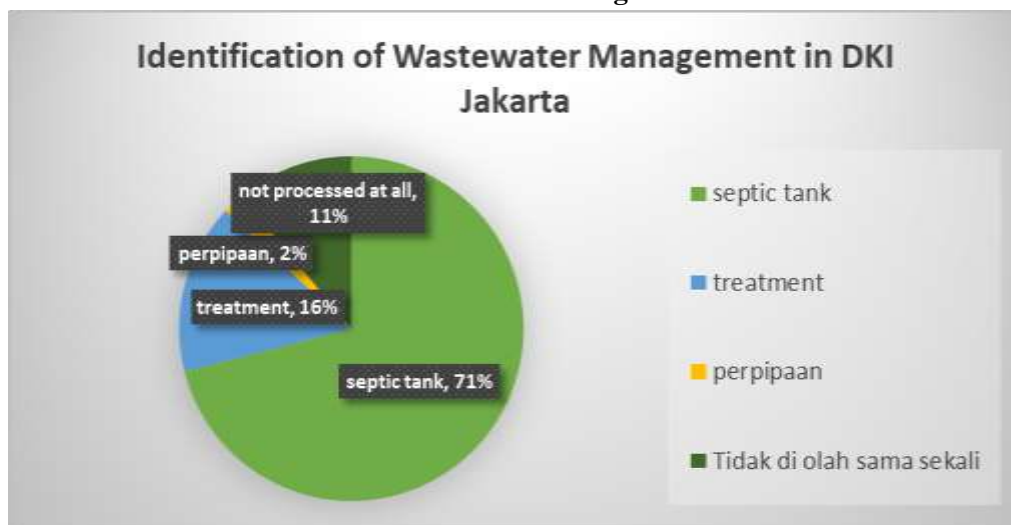 Identification of Wastewater Management in DKI
Jakarta
not processed at all,
11%
perpipaan, 2%
treatment, 16%
septic tank, 71%
septic tank
treatment
perpipaan
Tidak di olah sama sekali